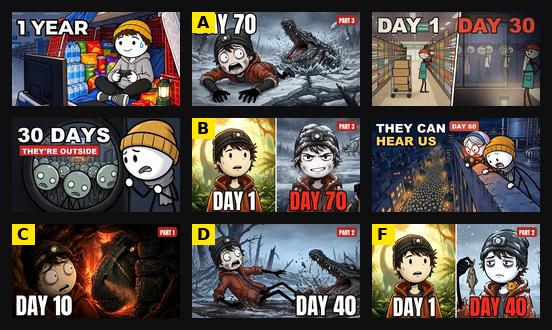 1 YEAR
A
Y 70
PART 3
DAY 1
DAY 30
30 DAYS
THEY'RE OUTSIDE
B
PART 3
DAY 1
DAY 70
THEY CAN
HEAR US
DAY 60
C
PART 1
DAY 10
D
PART 2
DAY 40
F
PART 2
DAY 1
DAY 40